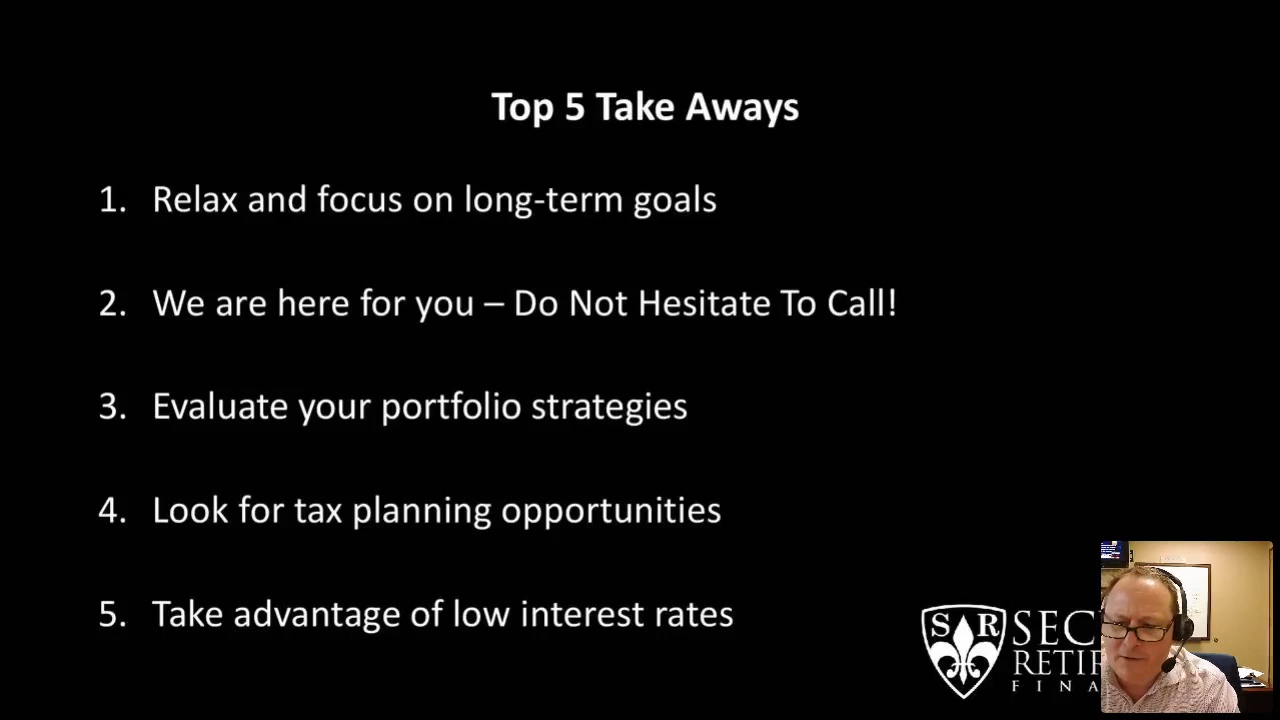 Top 5 Take Aways
1. Relax and focus on long-term goals
2. We are here for you – Do Not Hesitate To Call!
3. Evaluate your portfolio strategies
4. Look for tax planning opportunities
5. Take advantage of low interest rates
S R